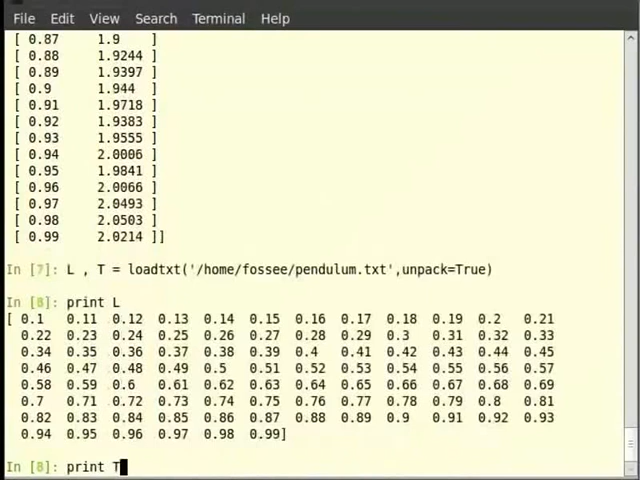 File Edit View Search Terminal Help
[ 0.87 1.9 ]
[ 0.88 1.9244 ]
[ 0.89 1.9397 ]
[ 0.9 1.944 ]
[ 0.91 1.9718 ]
[ 0.92 1.9383 ]
[ 0.93 1.9555 ]
[ 0.94 2.0006 ]
[ 0.95 1.9841 ]
[ 0.96 2.0066 ]
[ 0.97 2.0493 ]
[ 0.98 2.0503 ]
[ 0.99 2.0214 ]]
In [7]: L , T = loadtxt('/home/fossee/pendulum.txt',unpack=True)
In [8]: print L
[ 0.1 0.11 0.12 0.13 0.14 0.15 0.16 0.17 0.18 0.19 0.2 0.21
0.22 0.23 0.24 0.25 0.26 0.27 0.28 0.29 0.3 0.31 0.32 0.33
0.34 0.35 0.36 0.37 0.38 0.39 0.4 0.41 0.42 0.43 0.44 0.45
0.46 0.47 0.48 0.49 0.5 0.51 0.52 0.53 0.54 0.55 0.56 0.57
0.58 0.59 0.6 0.61 0.62 0.63 0.64 0.65 0.66 0.67 0.68 0.69
0.7 0.71 0.72 0.73 0.74 0.75 0.76 0.77 0.78 0.79 0.8 0.81
0.82 0.83 0.84 0.85 0.86 0.87 0.88 0.89 0.9 0.91 0.92 0.93
0.94 0.95 0.96 0.97 0.98 0.99]
In [8]: print T